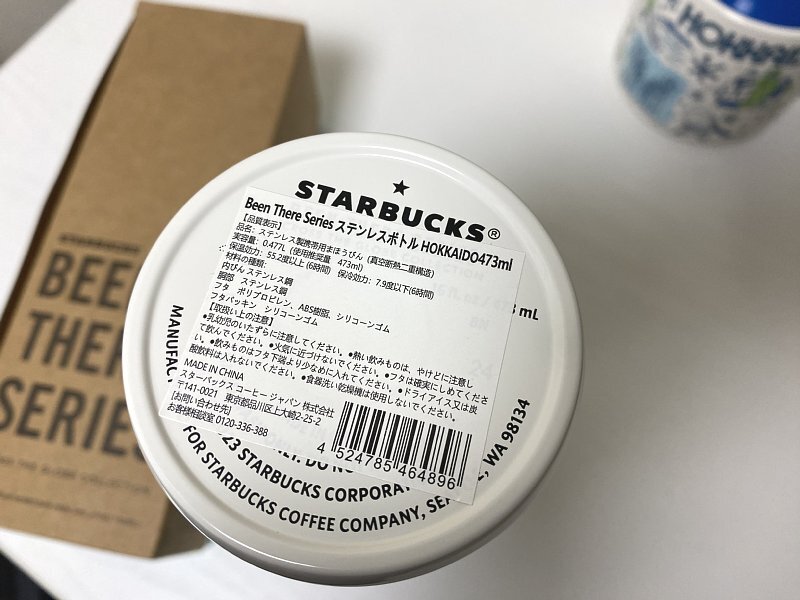 STARBUCKS®
Been There Series ステンレスボトル HOKKAIDO473ml
【品質表示】
品名：ステンレス製携帯用まほうびん（真空断熱二重構造）
実容量：0.477L（使用推奨量 473ml）
保温効力：55.2度以上(6時間) 保冷効力：7.9度以下(6時間)
材料の種類：
内びん ステンレス鋼
胴部 ステンレス鋼
フタ ポリプロピレン、ABS樹脂、シリコーンゴム
フタパッキン シリコーンゴム
【取扱い上の注意】
●乳幼児のいたずらに注意してください。●熱い飲みものは、やけどに注意し
て飲んでください。●火気に近づけないでください。●フタは確実にしめてくださ
い。●飲みものはフタ下端より少なめに入れてください。●ドライアイス又は炭
酸飲料は入れないでください。●食器洗い乾燥機は使用しないでください。
MADE IN CHINA
スターバックス コーヒー ジャパン 株式会社
〒141-0021 東京都品川区上大崎2-25-2
【お問い合わせ先】
お客様相談室 0120-336-388
4 524785 464896
mL
MANUFAC
DO NO
23 STARBUCKS CORPORA
FOR STARBUCKS COFFEE COMPANY, SEA
, WA 98134
STARBUCKS
BEE
THE
SERIE
HOKKAI